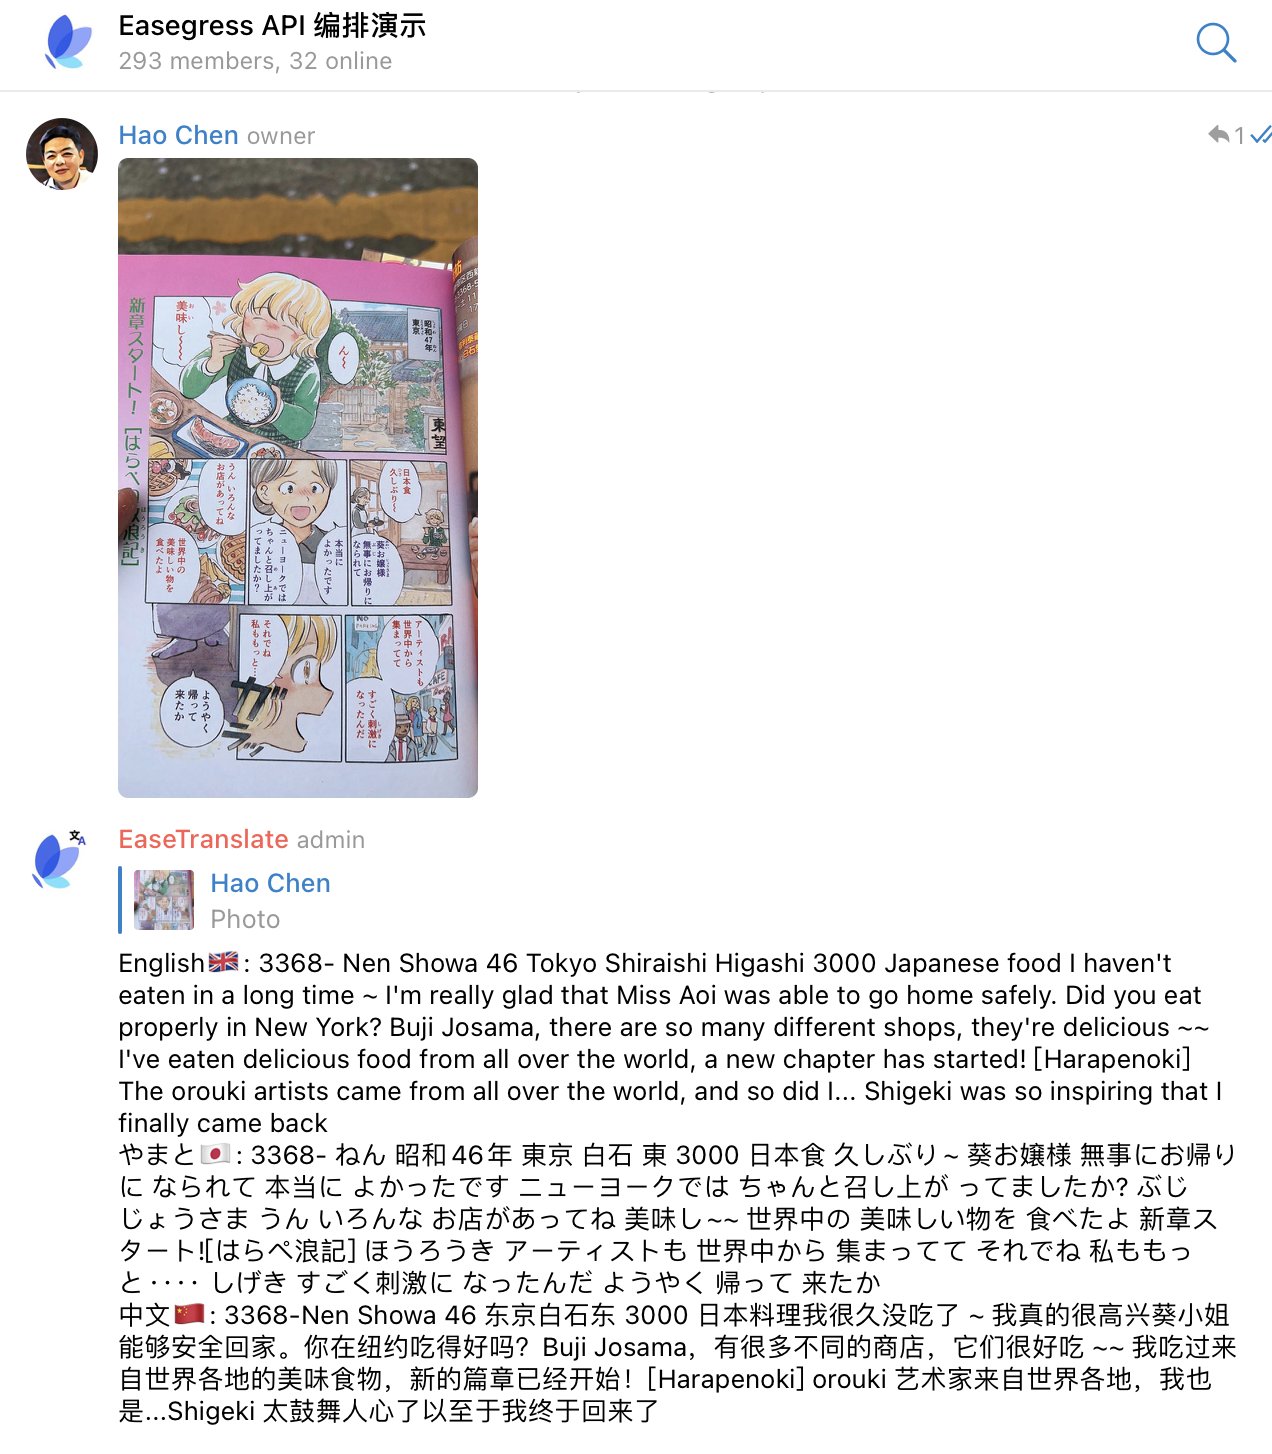 Easegress API 编排演示
293 members, 32 online
Hao Chen owner
1
新章スタート!
[はらペ
浪記]
ほうろうき
美味し〜〜
お い
ん〜
昭和47年
東京
東望
日本食
久しぶり〜
葵お嬢様
無事にお帰りに
なられて
本当に
よかったです
ニューヨークでは
ちゃんと召し上が
ってましたか?
うん いろんな
お店があってね
世界中の
美味しい物を
食べたよ
アーティストも
世界中から
集まってて
すごく刺激に
しげき
なったんだ
NO
PARKING
CAFE
それでね
私ももっと…
ガラッ
ようやく
帰って
来たか
EaseTranslate admin
文A
Hao Chen
Photo
English🇬🇧: 3368- Nen Showa 46 Tokyo Shiraishi Higashi 3000 Japanese food I haven't
eaten in a long time ~ I'm really glad that Miss Aoi was able to go home safely. Did you eat
properly in New York? Buji Josama, there are so many different shops, they're delicious ~~
I've eaten delicious food from all over the world, a new chapter has started! [Harapenoki]
The orouki artists came from all over the world, and so did I... Shigeki was so inspiring that I
finally came back
やまと🇯🇵: 3368- ねん 昭和46年 東京 白石 東 3000 日本食 久しぶり~ 葵お嬢様 無事にお帰り
に なられて 本当に よかったです ニューヨークでは ちゃんと召し上が ってましたか? ぶじ
じょうさま うん いろんな お店があってね 美味し~~ 世界中の 美味しい物を 食べたよ 新章ス
タート![はらペ浪記] ほうろうき アーティストも 世界中から 集まってて それでね 私ももっ
と‥‥ しげき すごく刺激に なったんだ ようやく 帰って 来たか
中文🇨🇳: 3368-Nen Showa 46 东京白石东 3000 日本料理我很久没吃了 ~ 我真的很高兴葵小姐
能够安全回家。你在纽约吃得好吗？Buji Josama，有很多不同的商店，它们很好吃 ~~ 我吃过来
自世界各地的美味食物，新的篇章已经开始！[Harapenoki] orouki 艺术家来自世界各地，我也
是...Shigeki 太鼓舞人心了以至于我终于回来了